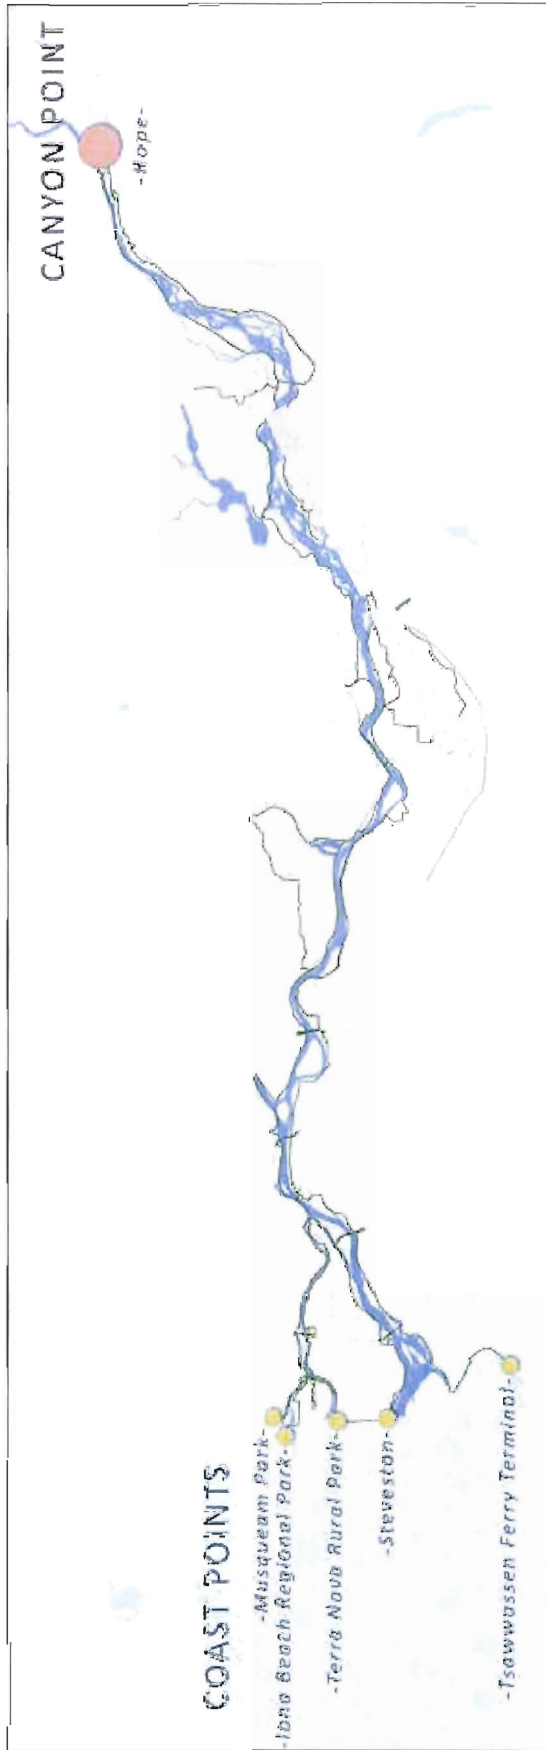 CANYON POINT
-Hope-
COAST POINTS
-Musqueam Park-
-Iona Beach Regional Park-
-Terra Nova Rural Park-
-Steveston-
-Tsawwassen Ferry Terminal-